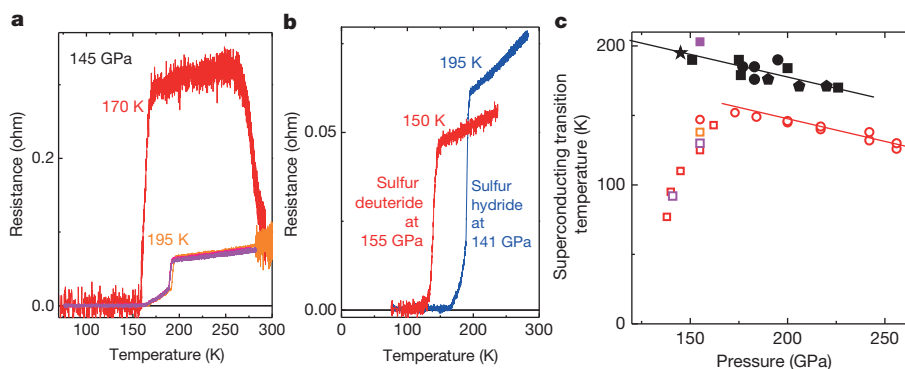 a
145 GPa
170 K
195 K
Resistance (ohm)
0.2
0.0
100
150
200
250
300
Temperature (K)
b
195 K
150 K
Sulfur
deuteride at
155 GPa
Sulfur
hydride at
141 GPa
Resistance (ohm)
0.05
0.00
0
100
200
300
Temperature (K)
c
Superconducting transition
temperature (K)
200
100
0
150
200
250
Pressure (GPa)